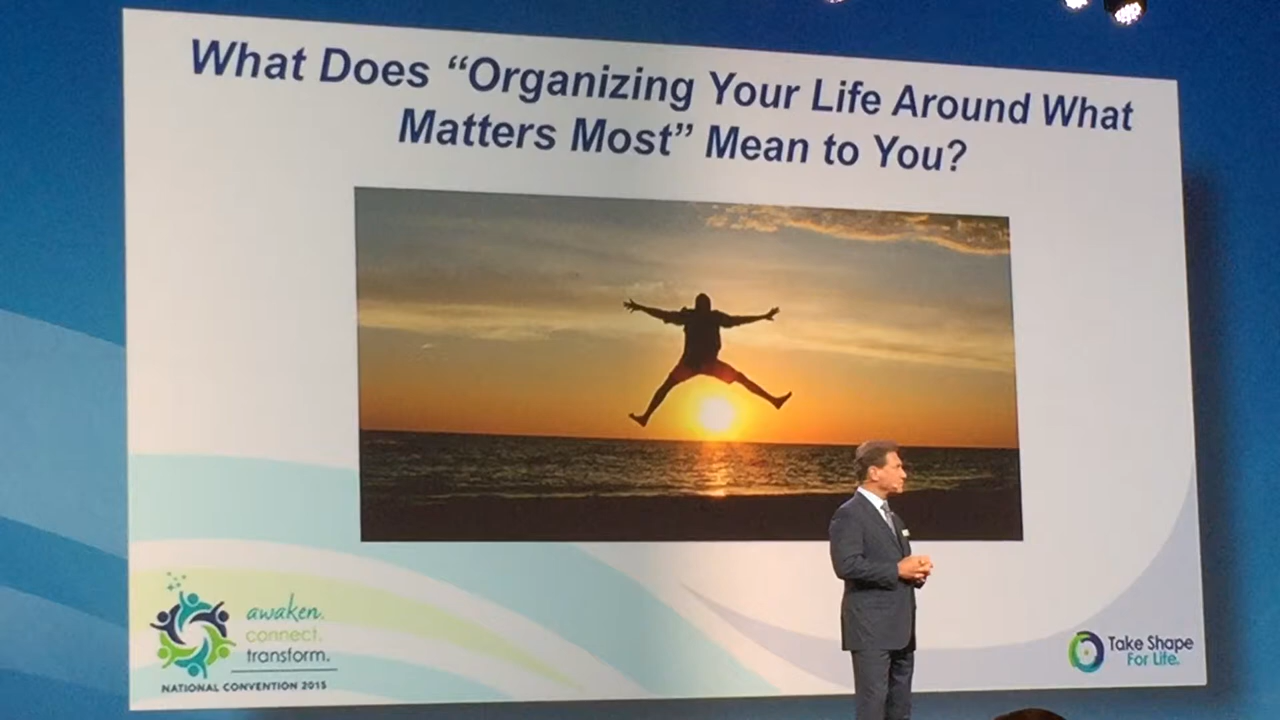 What Does “Organizing Your Life Around What
Matters Most” Mean to You?
awaken.
connect.
transform.
NATIONAL CONVENTION 2015
Take Shape
For Life.